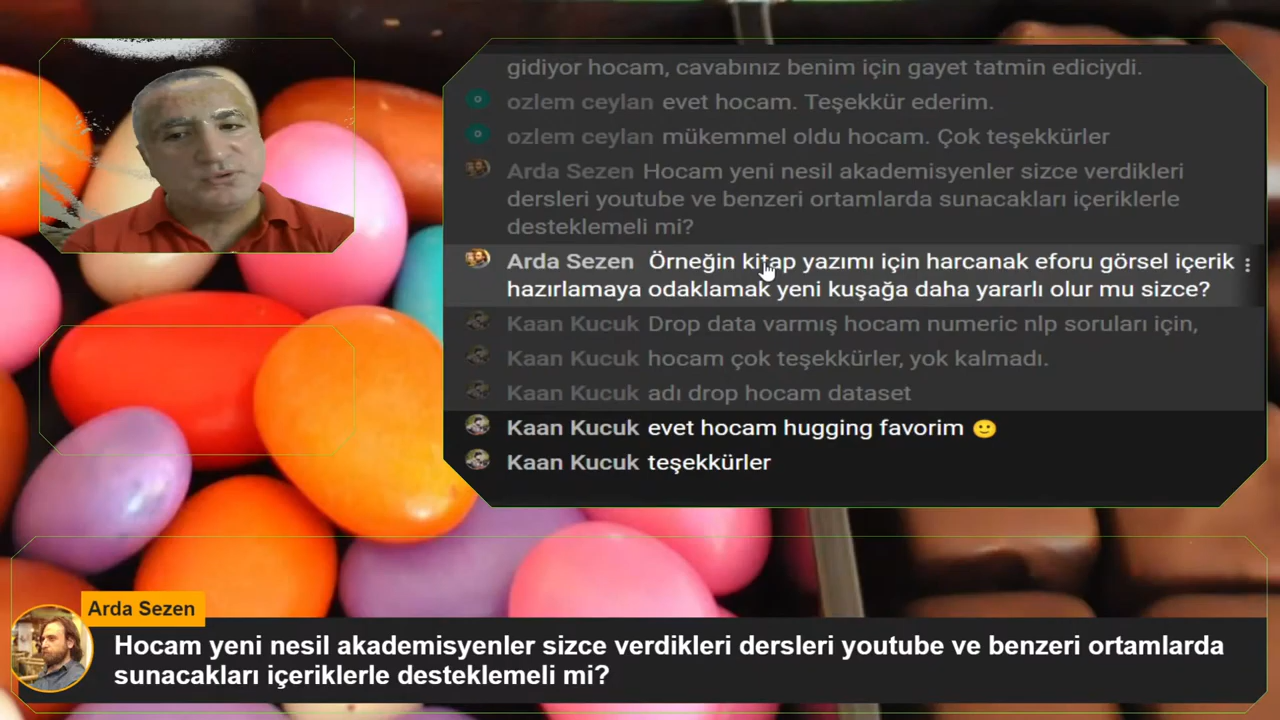 gidiyor hocam, cavabınız benim için gayet tatmin ediciydi.
ozlem ceylan evet hocam. Teşekkür ederim.
ozlem ceylan mükemmel oldu hocam. Çok teşekkürler
Arda Sezen Hocam yeni nesil akademisyenler sizce verdikleri
dersleri youtube ve benzeri ortamlarda sunacakları içeriklerle
desteklemeli mi?
Arda Sezen Örneğin kitap yazımı için harcanak eforu görsel içerik
hazırlamaya odaklamak yeni kuşağa daha yararlı olur mu sizce?
Kaan Kucuk Drop data varmış hocam numeric nlp soruları için,
Kaan Kucuk hocam çok teşekkürler, yok kalmadı.
Kaan Kucuk adı drop hocam dataset
Kaan Kucuk evet hocam hugging favorim 🙂
Kaan Kucuk teşekkürler
Arda Sezen
Hocam yeni nesil akademisyenler sizce verdikleri dersleri youtube ve benzeri ortamlarda
sunacakları içeriklerle desteklemeli mi?